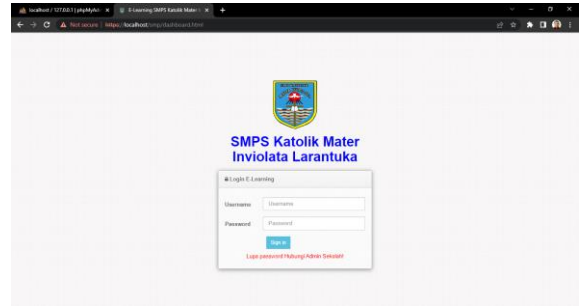 localhost / 127.0.0.1 | phpMyAd
E-Learning SMPS Katolik Mater I
Not secure | https://localhost/smp/dashboard.html
SMPS Katolik Mater
Inviolata Larantuka
Login E-Learning
Username
Username
Password
Password
Sign in
Lupa password Hubungi Admin Sekolah!